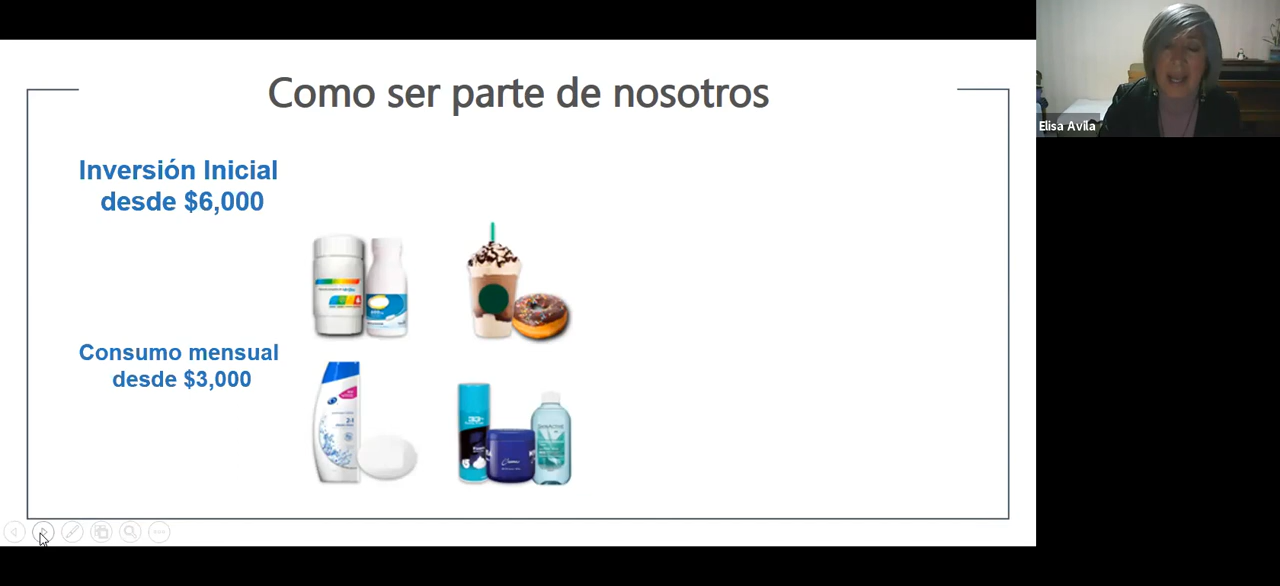 Como ser parte de nosotros
Elisa Avila
Inversión Inicial
desde $6,000
Consumo mensual
desde $3,000